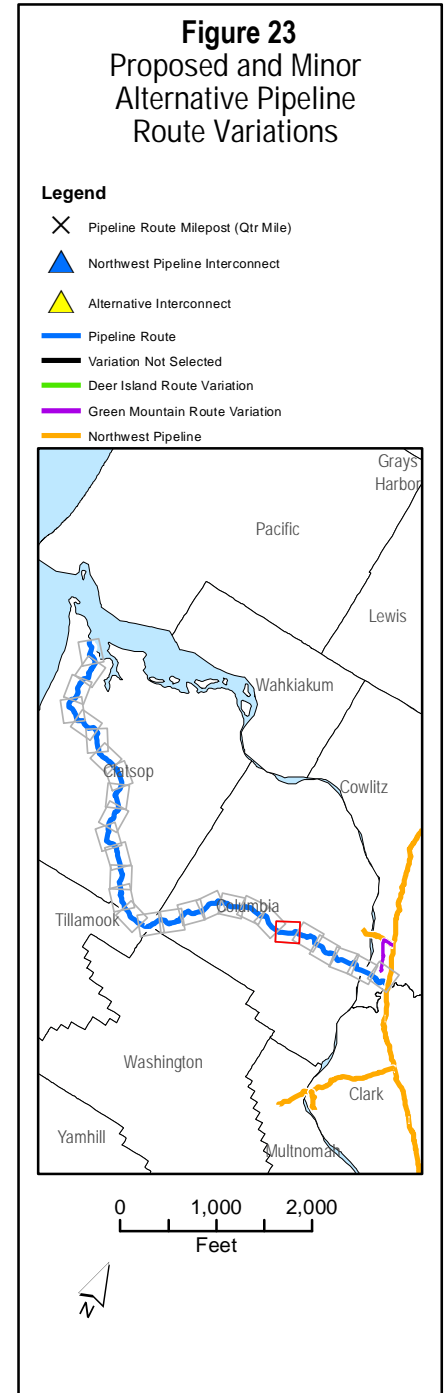 Figure 23
Proposed and Minor
Alternative Pipeline
Route Variations
Legend
Pipeline Route Milepost (Qtr Mile)
Northwest Pipeline Interconnect
Alternative Interconnect
Pipeline Route
Variation Not Selected
Deer Island Route Variation
Green Mountain Route Variation
Northwest Pipeline
Grays
Harbor
Pacific
Lewis
Wahkiakum
Cowlitz
Clatsop
Columbia
Tillamook
Washington
Clark
Yamhill
Multnomah
0 1,000 2,000
Feet
N